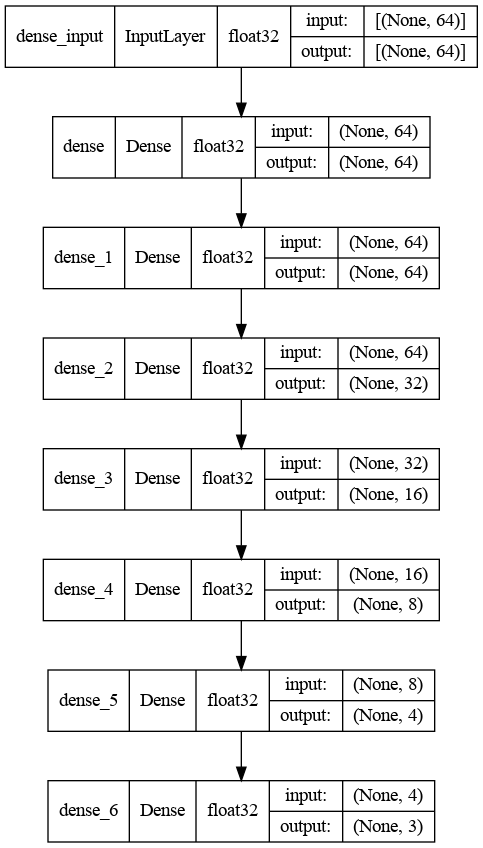 dense_input InputLayer float32 input: [(None, 64)]
output: [(None, 64)]
dense Dense float32 input: (None, 64)
output: (None, 64)
dense_1 Dense float32 input: (None, 64)
output: (None, 64)
dense_2 Dense float32 input: (None, 64)
output: (None, 32)
dense_3 Dense float32 input: (None, 32)
output: (None, 16)
dense_4 Dense float32 input: (None, 16)
output: (None, 8)
dense_5 Dense float32 input: (None, 8)
output: (None, 4)
dense_6 Dense float32 input: (None, 4)
output: (None, 3)